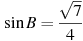 sin B = √7/4